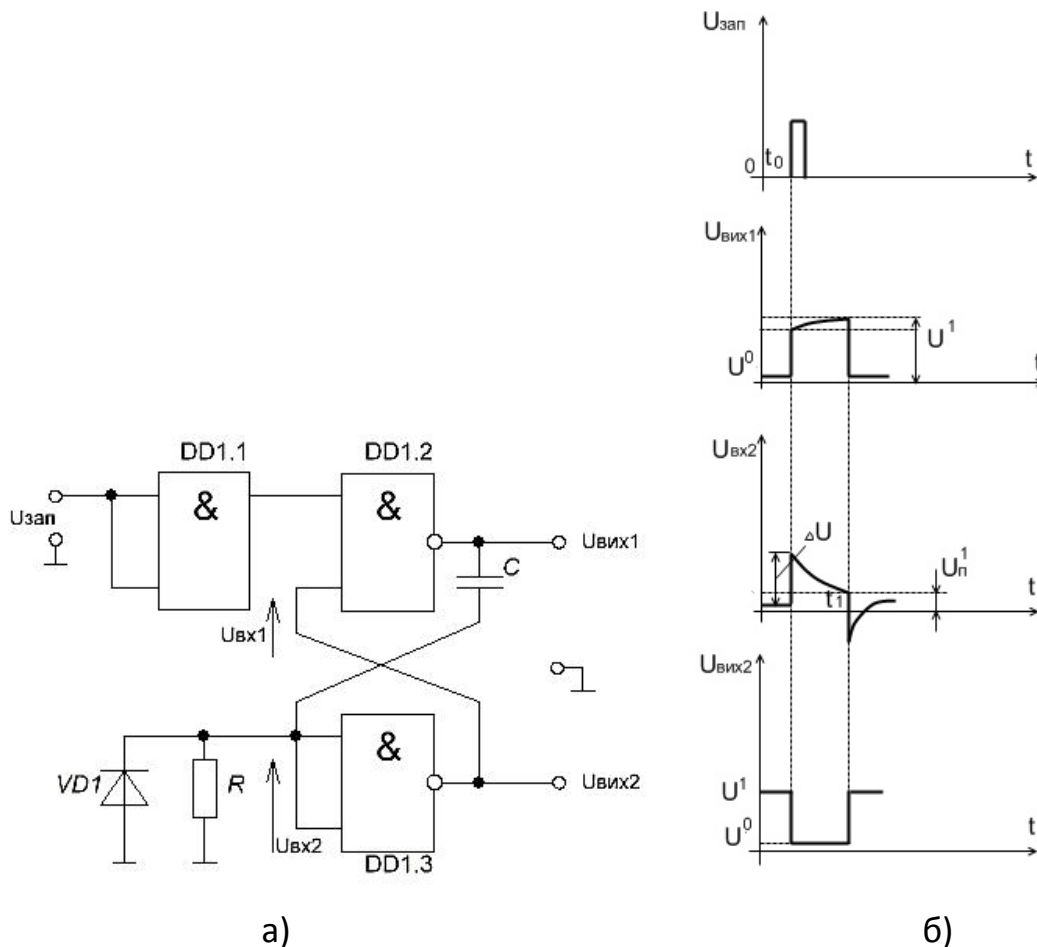 Uзап
0 t0 t
Uвих1
U1
U0
t
Uвх2
ΔU
U1п
t1
t
Uвих2
U1
U0
t
DD1.1
DD1.2
&
&
Uзап
Uвих1
C
Uвх1
&
VD1
R
Uвх2
Uвих2
DD1.3
а)
б)